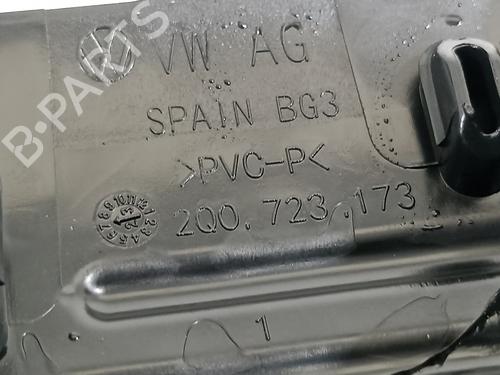 VW AG
B-PARTS
SPAIN BG3
>PVC-P<
2Q0.723.173
1